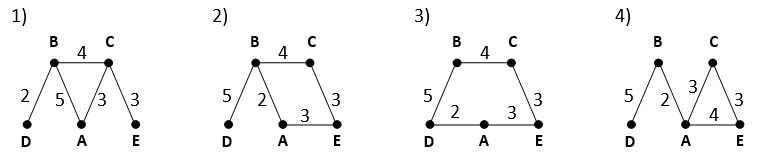 1) 2) 3) 4)
B C B C B C B C
4 4 4
2 5 3 3 5 2 3 5 3 5 2 3 3
3 2 3 4
D A E D A E D A E D A E